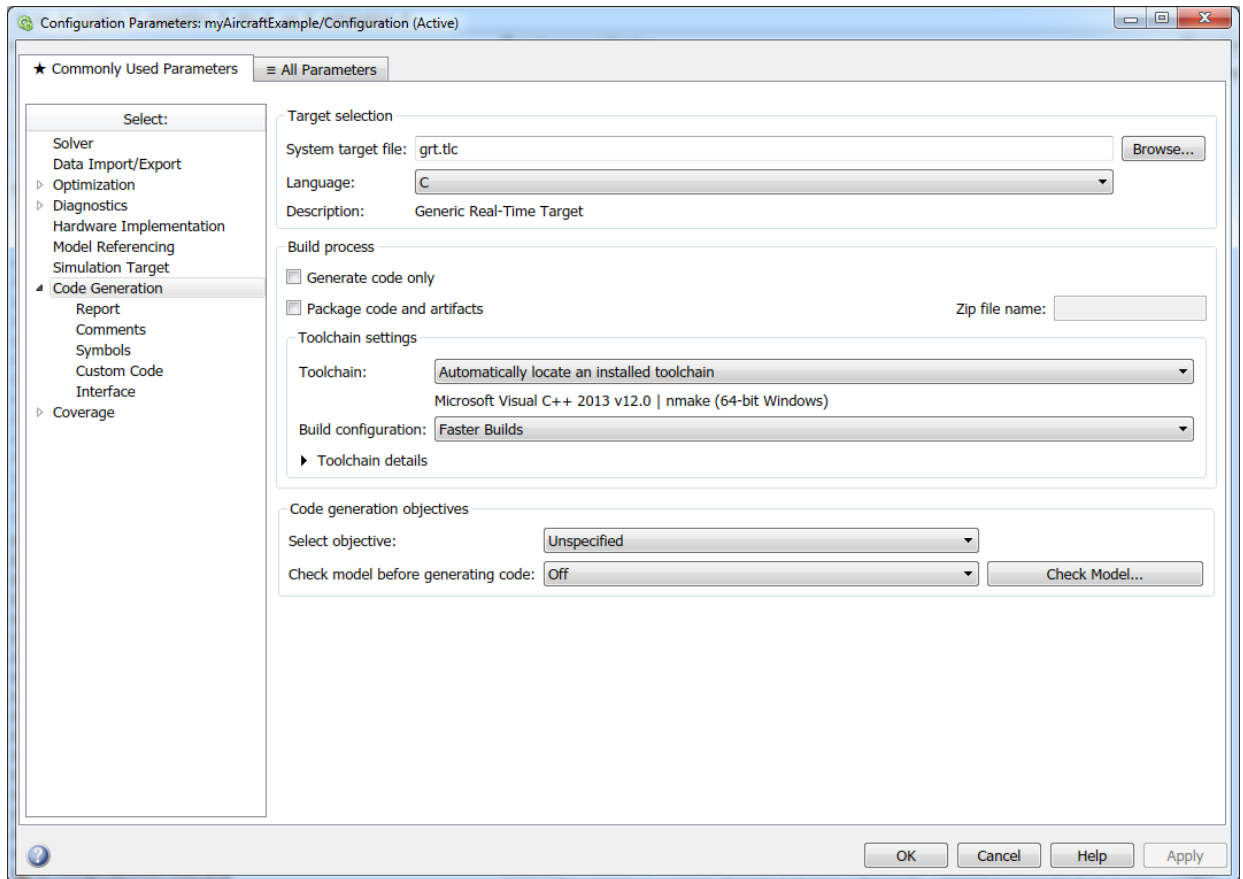 Configuration Parameters: myAircraftExample/Configuration (Active)
★ Commonly Used Parameters
≡ All Parameters
Select:
Solver
Data Import/Export
Optimization
Diagnostics
Hardware Implementation
Model Referencing
Simulation Target
Code Generation
Report
Comments
Symbols
Custom Code
Interface
Coverage
Target selection
System target file: grt.tlc Browse...
Language: C
Description: Generic Real-Time Target
Build process
Generate code only
Package code and artifacts Zip file name:
Toolchain settings
Toolchain: Automatically locate an installed toolchain
Microsoft Visual C++ 2013 v12.0 | nmake (64-bit Windows)
Build configuration: Faster Builds
Toolchain details
Code generation objectives
Select objective: Unspecified
Check model before generating code: Off Check Model...
? OK Cancel Help Apply